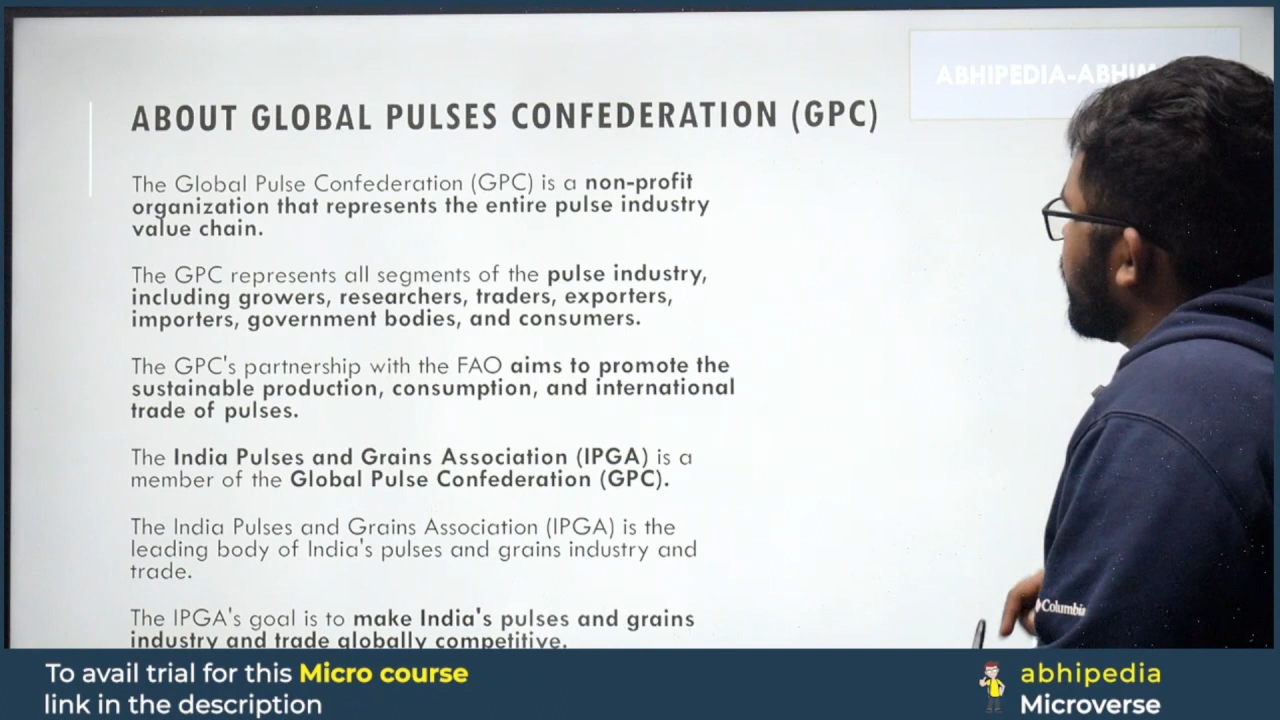 ABHIPEDIA-ABHIM
ABOUT GLOBAL PULSES CONFEDERATION (GPC)
The Global Pulse Confederation (GPC) is a non-profit
organization that represents the entire pulse industry
value chain.
The GPC represents all segments of the pulse industry,
including growers, researchers, traders, exporters,
importers, government bodies, and consumers.
The GPC's partnership with the FAO aims to promote the
sustainable production, consumption, and international
trade of pulses.
The India Pulses and Grains Association (IPGA) is a
member of the Global Pulse Confederation (GPC).
The India Pulses and Grains Association (IPGA) is the
leading body of India's pulses and grains industry and
trade.
The IPGA's goal is to make India's pulses and grains
industry and trade globally competitive.
Columbia
To avail trial for this Micro course
link in the description
abhipedia
Microverse